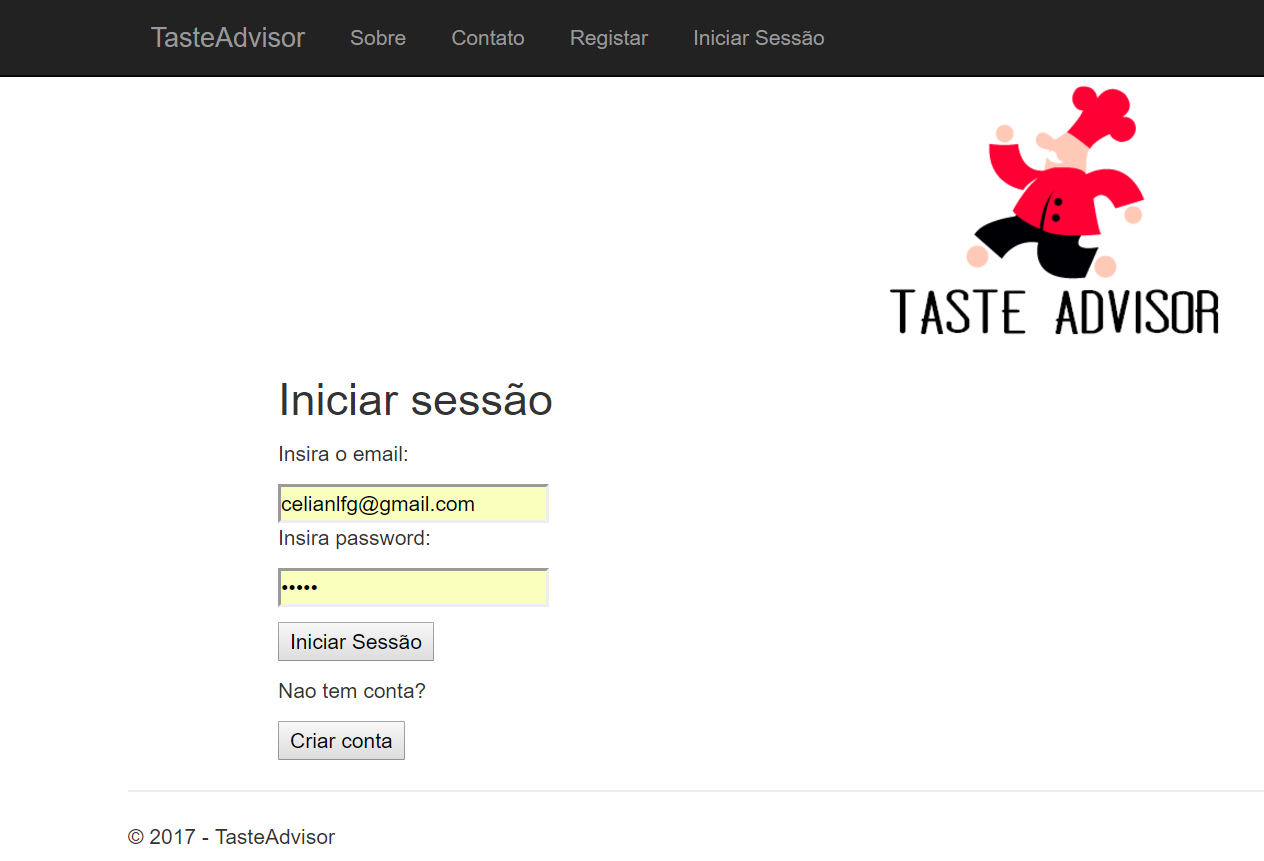 TasteAdvisor Sobre Contato Registar Iniciar Sessão
TASTE ADVISOR
Iniciar sessão
Insira o email:
celianlfg@gmail.com
Insira password:
•••••
Iniciar Sessão
Nao tem conta?
Criar conta
© 2017 - TasteAdvisor